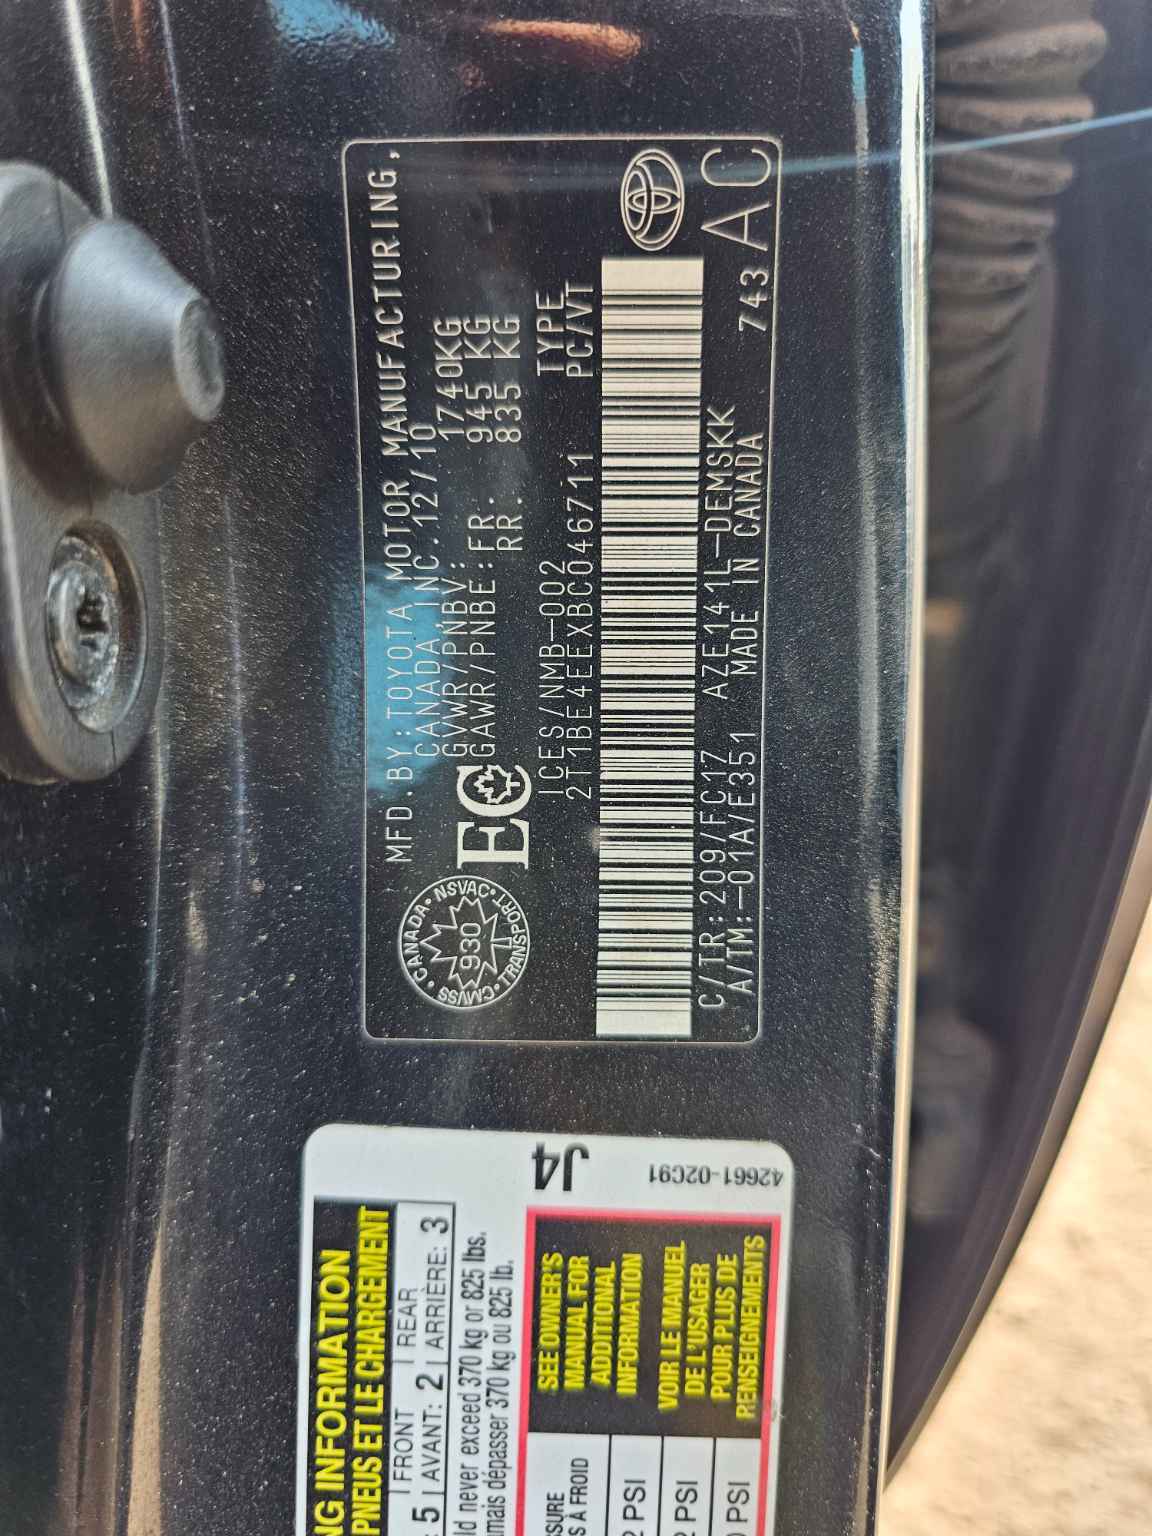 MFD.BY:TOYOTA MOTOR MANUFACTURING,
CANADA INC.12/10
GVWR/PNBV: 1740KG
GAWR/PNBE:FR. 945 KG
RR. 835 KG
CANADA • NSVAC • TRANSPORT • CMVSS •
930
EC
ICES/NMB-002 TYPE
2T1BE4EEXBC046711 PC/VT
C/TR:209/FC17 AZE141L-DEMSKK
A/TM:-01A/E351 MADE IN CANADA
743 AC
NG INFORMATION
PNEUS ET LE CHARGEMENT
5 FRONT REAR
AVANT: 2 ARRIÈRE: 3
never exceed 370 kg or 825 lbs.
dépasser 370 kg ou 825 lb.
J4
42661-02C91
SEE OWNER'S
MANUAL FOR
ADDITIONAL
INFORMATION
VOIR LE MANUEL
DE L'USAGER
POUR PLUS DE
RENSEIGNEMENTS
À FROID
PSI
PSI
PSI